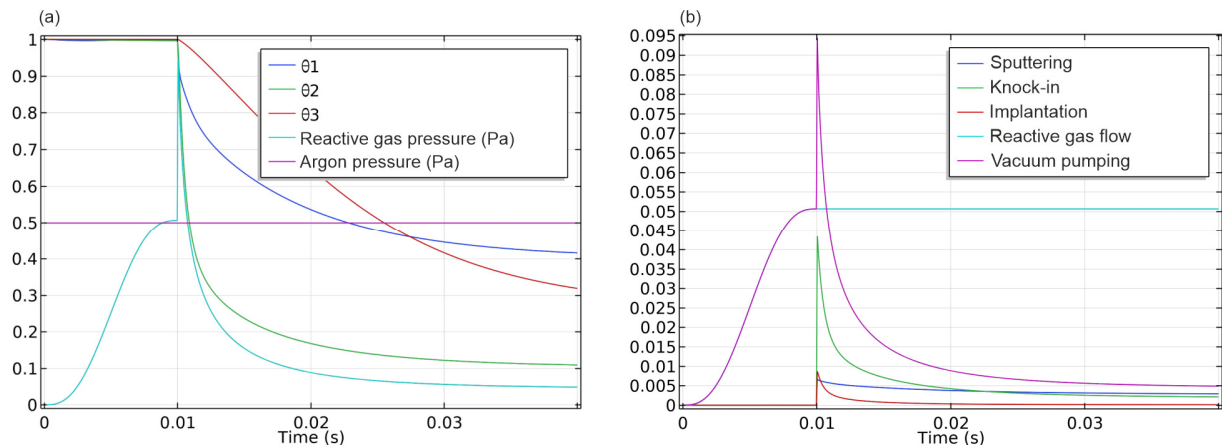 (a)
1
0.9
0.8
0.7
0.6
0.5
0.4
0.3
0.2
0.1
0
θ1
θ2
θ3
Reactive gas pressure (Pa)
Argon pressure (Pa)
0 0.01 0.02 0.03
Time (s)
(b)
0.095
0.09
0.085
0.08
0.075
0.07
0.065
0.06
0.055
0.05
0.045
0.04
0.035
0.03
0.025
0.02
0.015
0.01
0.005
0
Sputtering
Knock-in
Implantation
Reactive gas flow
Vacuum pumping
0 0.01 0.02 0.03
Time (s)